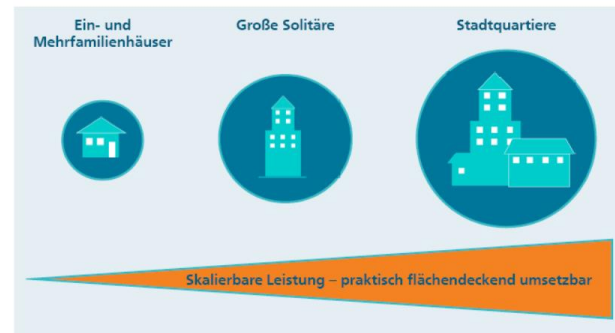 Ein- und
Mehrfamilienhäuser
Große Solitäre
Stadtquartiere
Skalierbare Leistung – praktisch flächendeckend umsetzbar